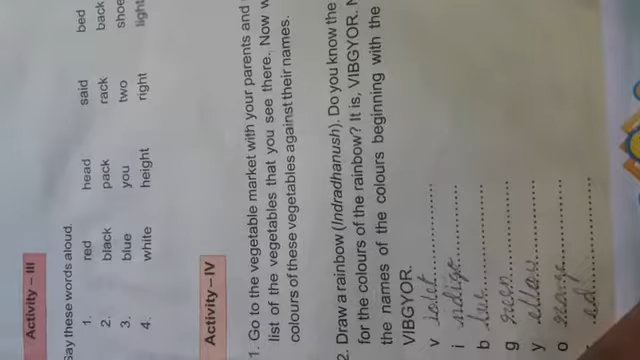 Activity – III
Say these words aloud.
1. red head said bed
2. black pack rack back
3. blue you two shoe
4. white height right light
Activity – IV
1. Go to the vegetable market with your parents and
list of the vegetables that you see there. Now
colours of these vegetables against their names.
2. Draw a rainbow (Indradhanush). Do you know the
for the colours of the rainbow? It is, VIBGYOR.
the names of the colours beginning with the
VIBGYOR.
v iolet
i ndigo
b lue
g reen
y ellow
o range
ed